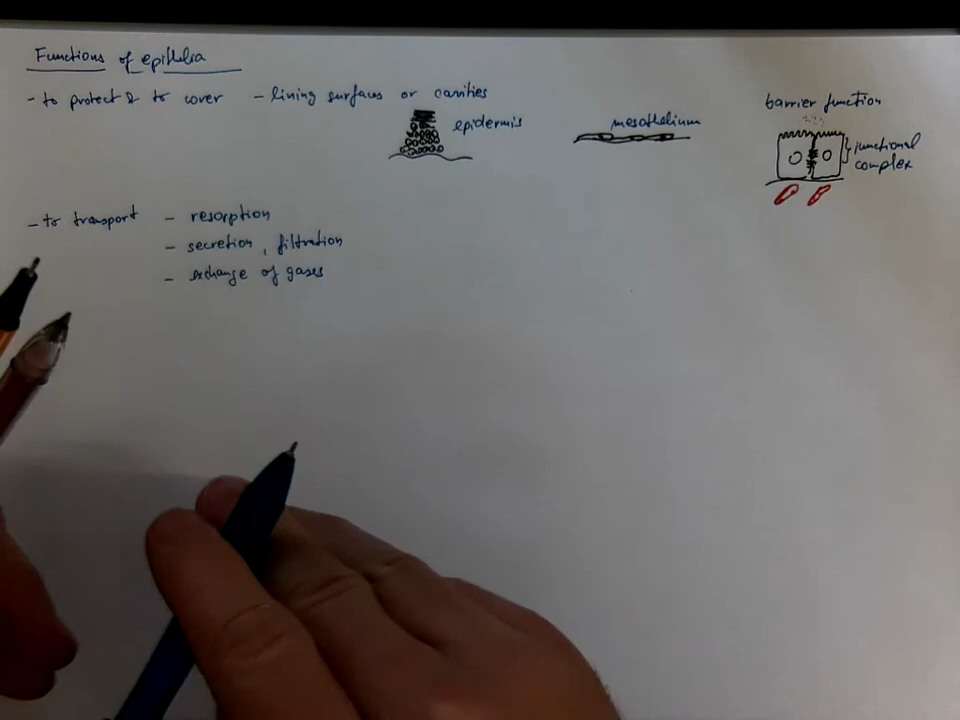 Functions of epithelia
- to protect & to cover - lining surfaces or cavities
epidermis
mesothelium
barrier function
junctional
complex
- to transport - resorption
- secretion, filtration
- exchange of gases